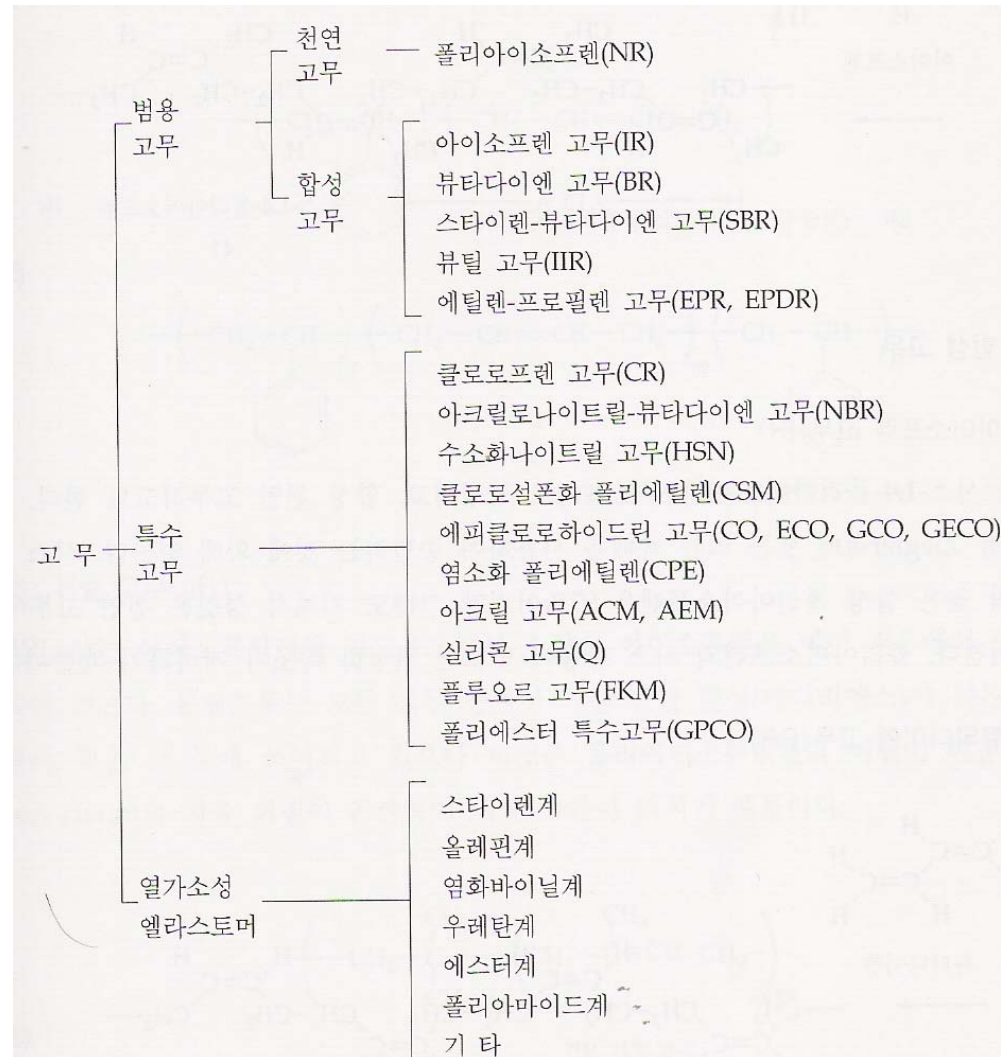 천연
고무
폴리아이소프렌(NR)
범용
고무
합성
고무
아이소프렌 고무(IR)
뷰타다이엔 고무(BR)
스타이렌-뷰타다이엔 고무(SBR)
뷰틸 고무(IIR)
에틸렌-프로필렌 고무(EPR, EPDR)
고 무
특수
고무
클로로프렌 고무(CR)
아크릴로나이트릴-뷰타다이엔 고무(NBR)
수소화나이트릴 고무(HSN)
클로로설폰화 폴리에틸렌(CSM)
에피클로로하이드린 고무(CO, ECO, GCO, GECO)
염소화 폴리에틸렌(CPE)
아크릴 고무(ACM, AEM)
실리콘 고무(Q)
플루오르 고무(FKM)
폴리에스터 특수고무(GPCO)
열가소성
엘라스토머
스타이렌계
올레핀계
염화바이닐계
우레탄계
에스터계
폴리아마이드계
기 타